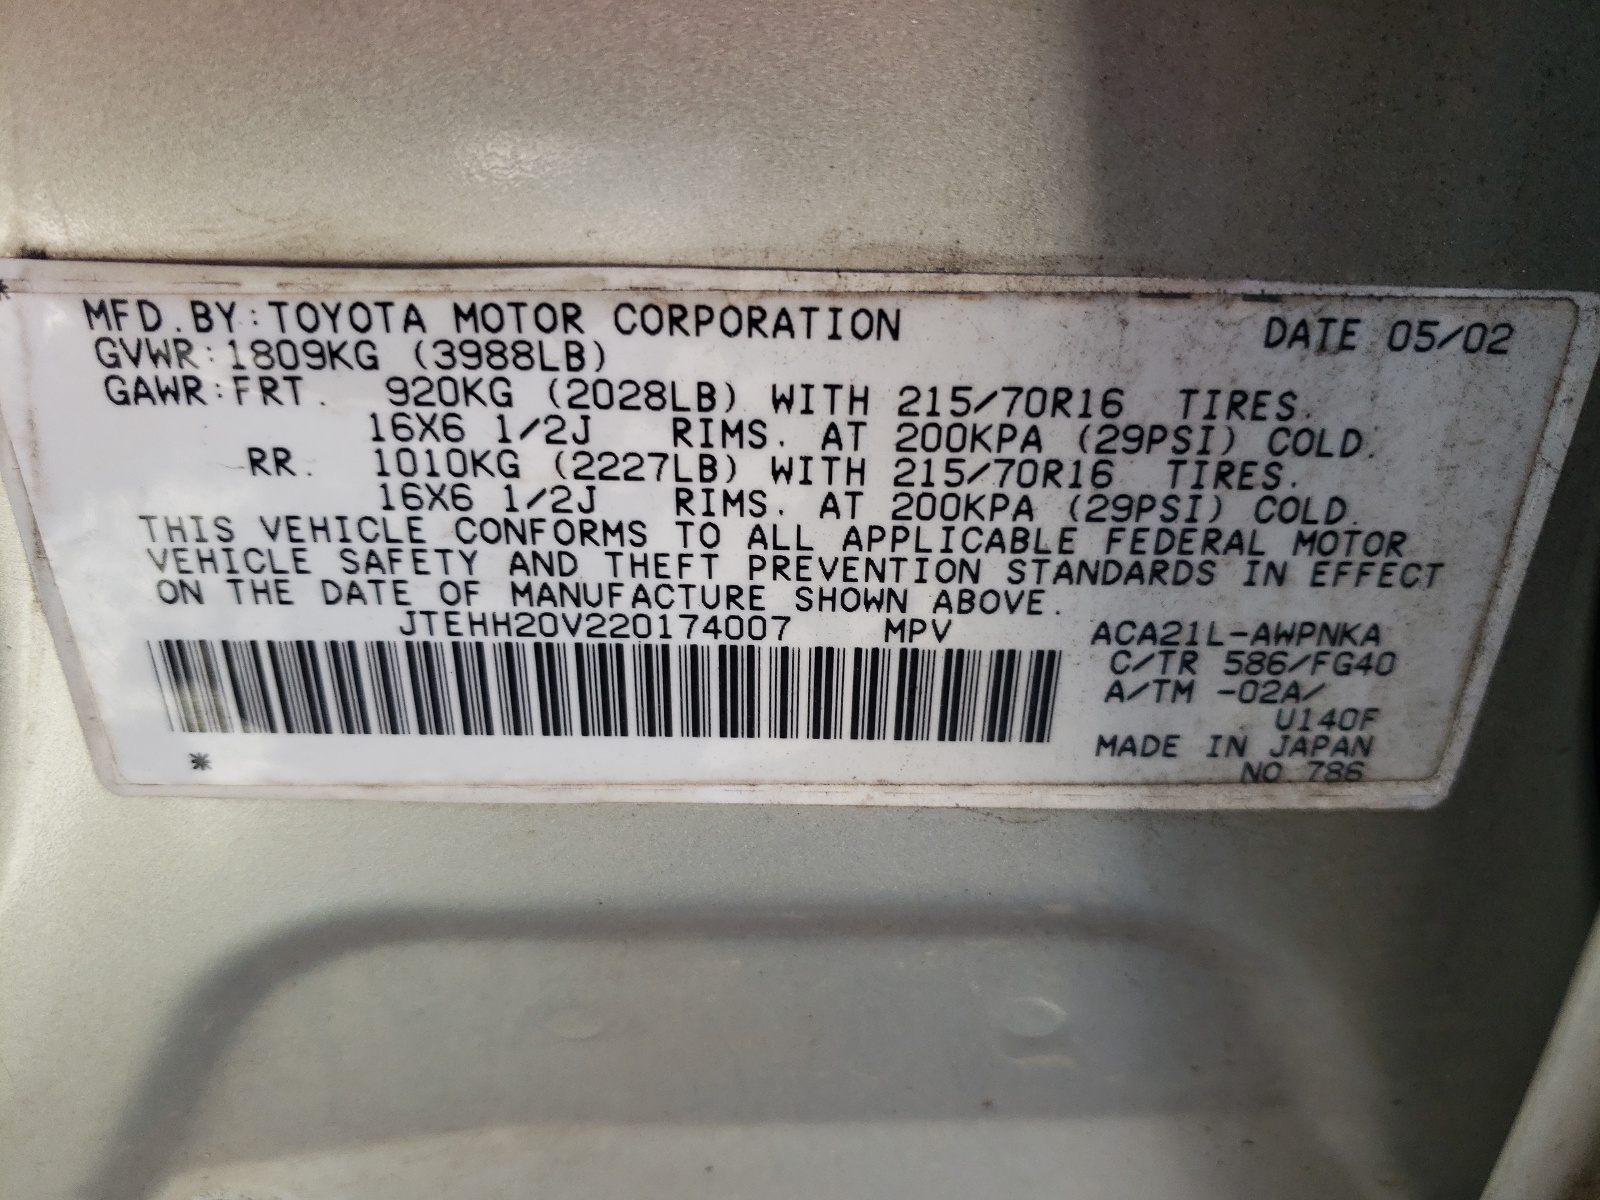 MFD.BY:TOYOTA MOTOR CORPORATION DATE 05/02
GVWR:1809KG (3988LB)
GAWR:FRT. 920KG (2028LB) WITH 215/70R16 TIRES.
16X6 1/2J RIMS. AT 200KPA (29PSI) COLD.
RR. 1010KG (2227LB) WITH 215/70R16 TIRES.
16X6 1/2J RIMS. AT 200KPA (29PSI) COLD.
THIS VEHICLE CONFORMS TO ALL APPLICABLE FEDERAL MOTOR
VEHICLE SAFETY AND THEFT PREVENTION STANDARDS IN EFFECT
ON THE DATE OF MANUFACTURE SHOWN ABOVE.
JTEHH20V220174007 MPV ACA21L-AWPNKA
C/TR 586/FG40
A/TM -02A/
U140F
MADE IN JAPAN
* NO 786